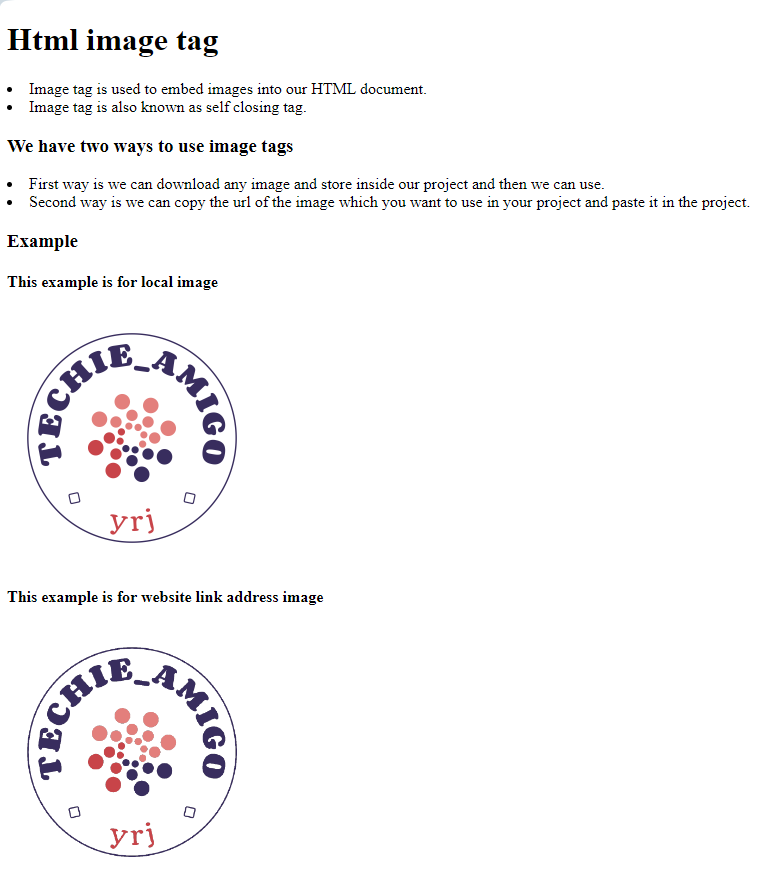 Html image tag
• Image tag is used to embed images into our HTML document.
• Image tag is also known as self closing tag.
We have two ways to use image tags
• First way is we can download any image and store inside our project and then we can use.
• Second way is we can copy the url of the image which you want to use in your project and paste it in the project.
Example
This example is for local image
TECHIE_AMIGO
yrj
This example is for website link address image
TECHIE_AMIGO
yrj